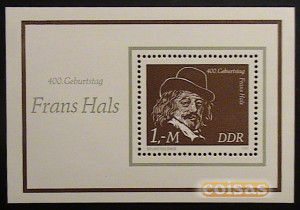 400. Geburtstag
Frans Hals
400. Geburtstag
Frans Hals
1,-M DDR
coisas